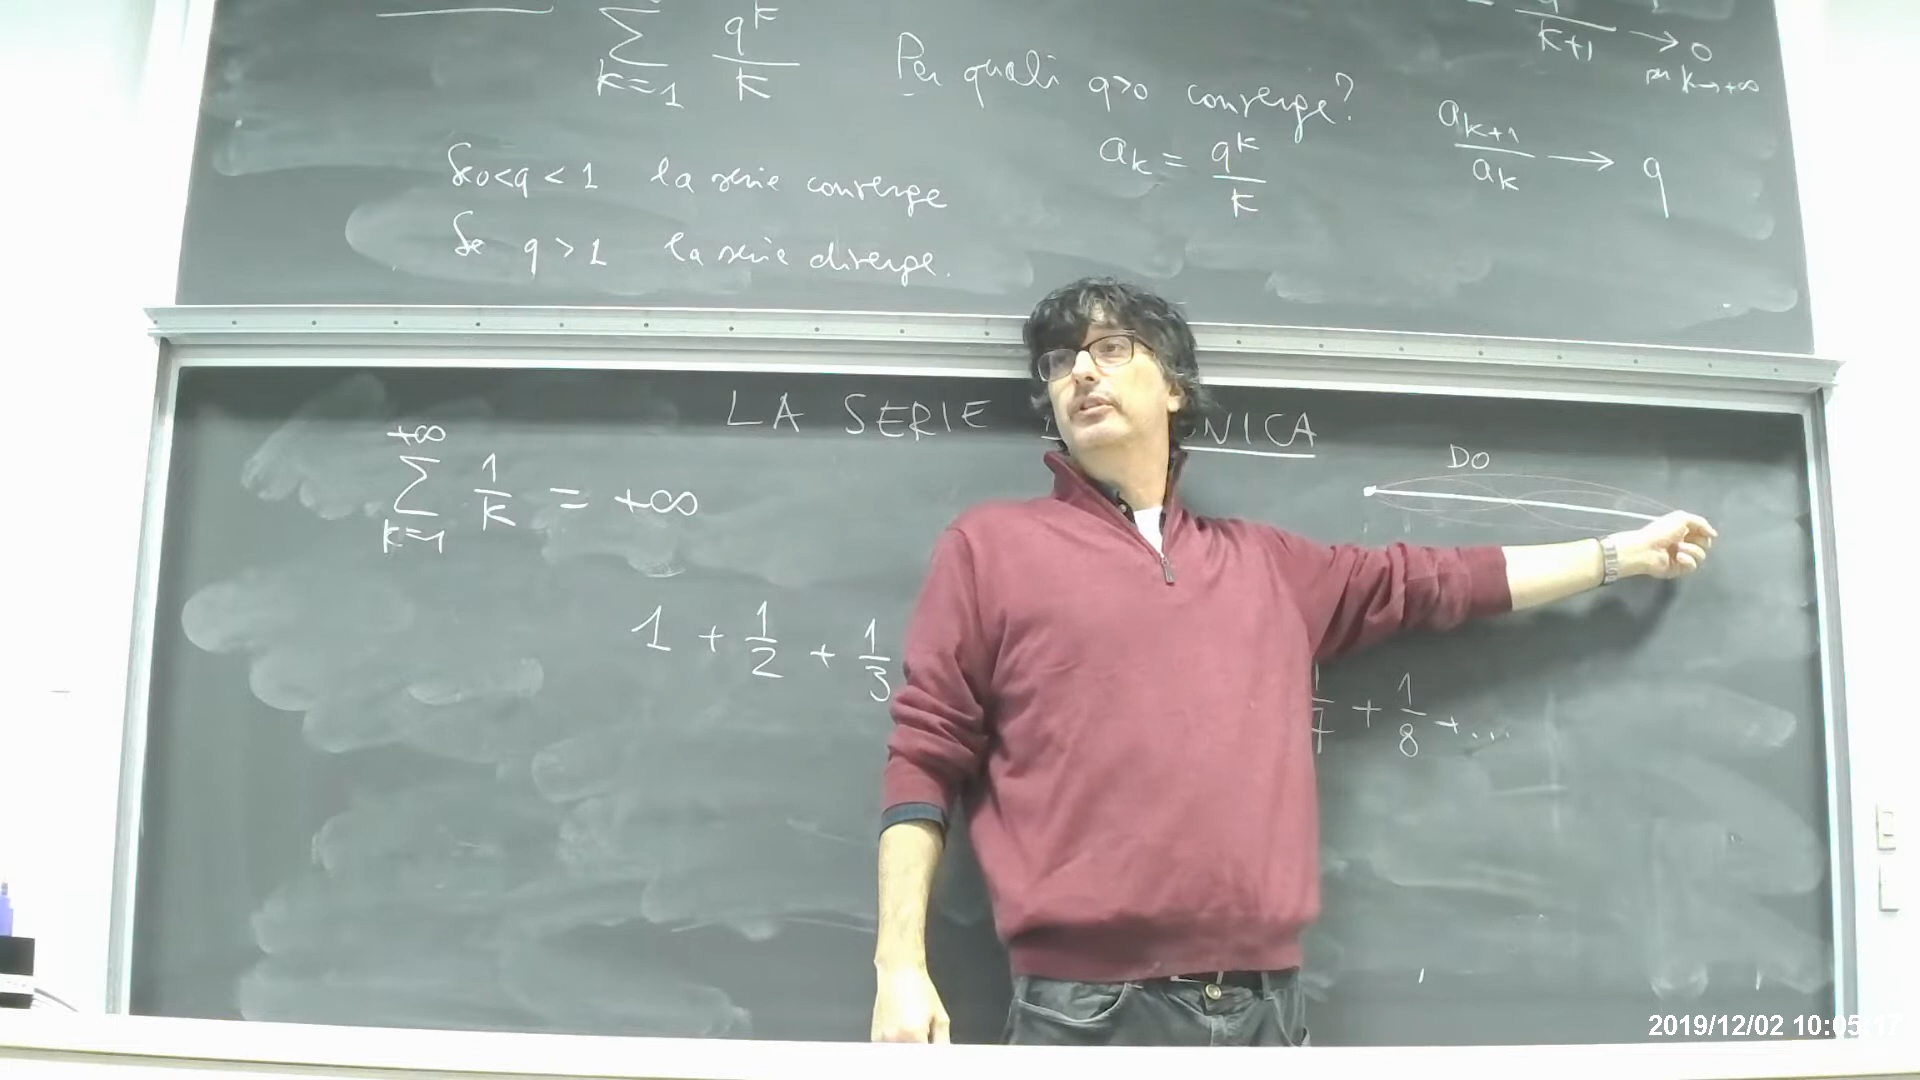 ∑ k=1 q^k/k Per quali q>0 converge?
k+1 → 0
per k→+∞
a_k = q^k/k a_{k+1}/a_k → q
Se 0<q<1 la serie converge
Se q>1 la serie diverge.
LA SERIE NICA
+∞ ∑ k=1 1/k = +∞
DO
1 + 1/2 + 1/3 1/7 + 1/8 + ...
2019/12/02 10:05:17